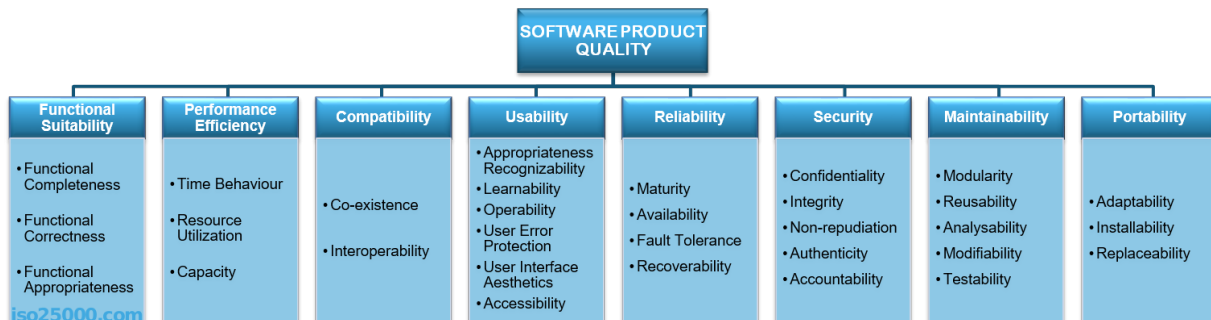 SOFTWARE PRODUCT
QUALITY
Functional
Suitability
• Functional
Completeness
• Functional
Correctness
• Functional
Appropriateness
Performance
Efficiency
• Time Behaviour
• Resource
Utilization
• Capacity
Compatibility
• Co-existence
• Interoperability
Usability
• Appropriateness
Recognizability
• Learnability
• Operability
• User Error
Protection
• User Interface
Aesthetics
• Accessibility
Reliability
• Maturity
• Availability
• Fault Tolerance
• Recoverability
Security
• Confidentiality
• Integrity
• Non-repudiation
• Authenticity
• Accountability
Maintainability
• Modularity
• Reusability
• Analysability
• Modifiability
• Testability
Portability
• Adaptability
• Installability
• Replaceability
iso25000.com